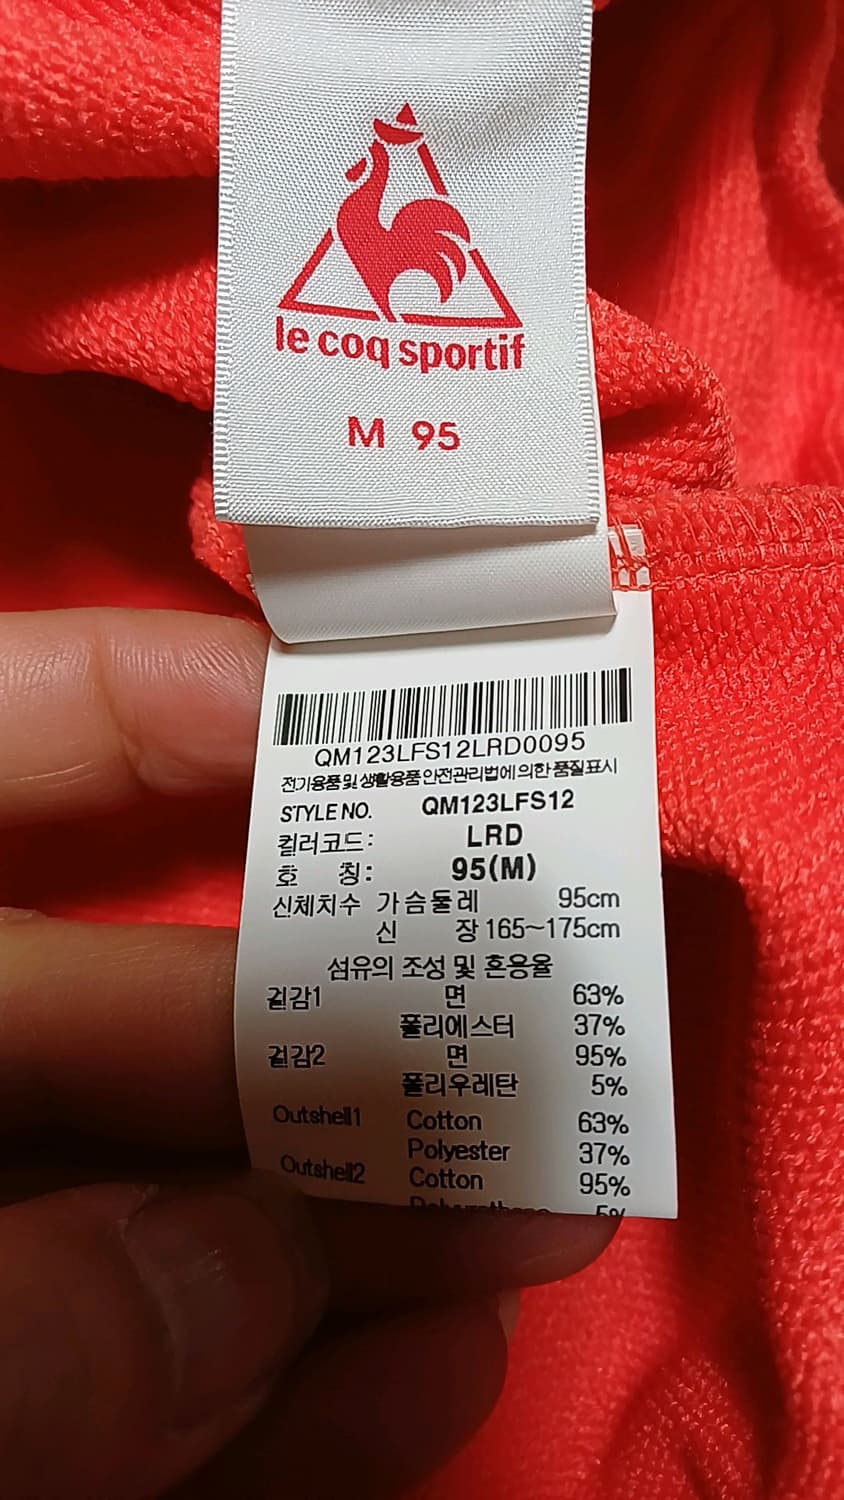 le coq sportif
M 95
QM123LFS12LRD0095
전기용품 및 생활용품 안전관리법에 의한 품질표시
STYLE NO. QM123LFS12
컬러코드: LRD
호 칭: 95(M)
신체치수 가슴둘레 95cm
신 장 165~175cm
섬유의 조성 및 혼용율
겉감1 면 63%
폴리에스터 37%
겉감2 면 95%
폴리우레탄 5%
Outshell1 Cotton 63%
Polyester 37%
Outshell2 Cotton 95%
5%